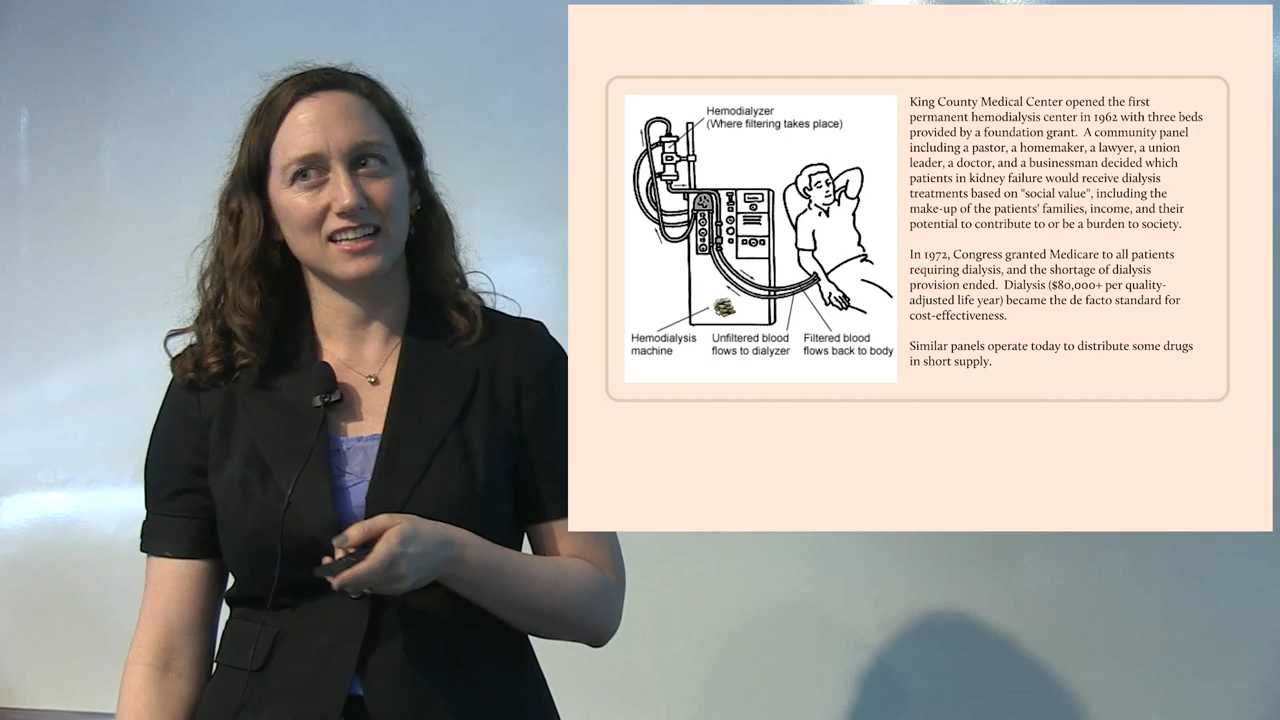 Hemodialyzer
(Where filtering takes place)
Hemodialysis
machine
Unfiltered blood
flows to dialyzer
Filtered blood
flows back to body
King County Medical Center opened the first
permanent hemodialysis center in 1962 with three beds
provided by a foundation grant. A community panel
including a pastor, a homemaker, a lawyer, a union
leader, a doctor, and a businessman decided which
patients in kidney failure would receive dialysis
treatments based on "social value", including the
make-up of the patients' families, income, and their
potential to contribute to or be a burden to society.
In 1972, Congress granted Medicare to all patients
requiring dialysis, and the shortage of dialysis
provision ended. Dialysis ($80,000+ per quality-
adjusted life year) became the de facto standard for
cost-effectiveness.
Similar panels operate today to distribute some drugs
in short supply.